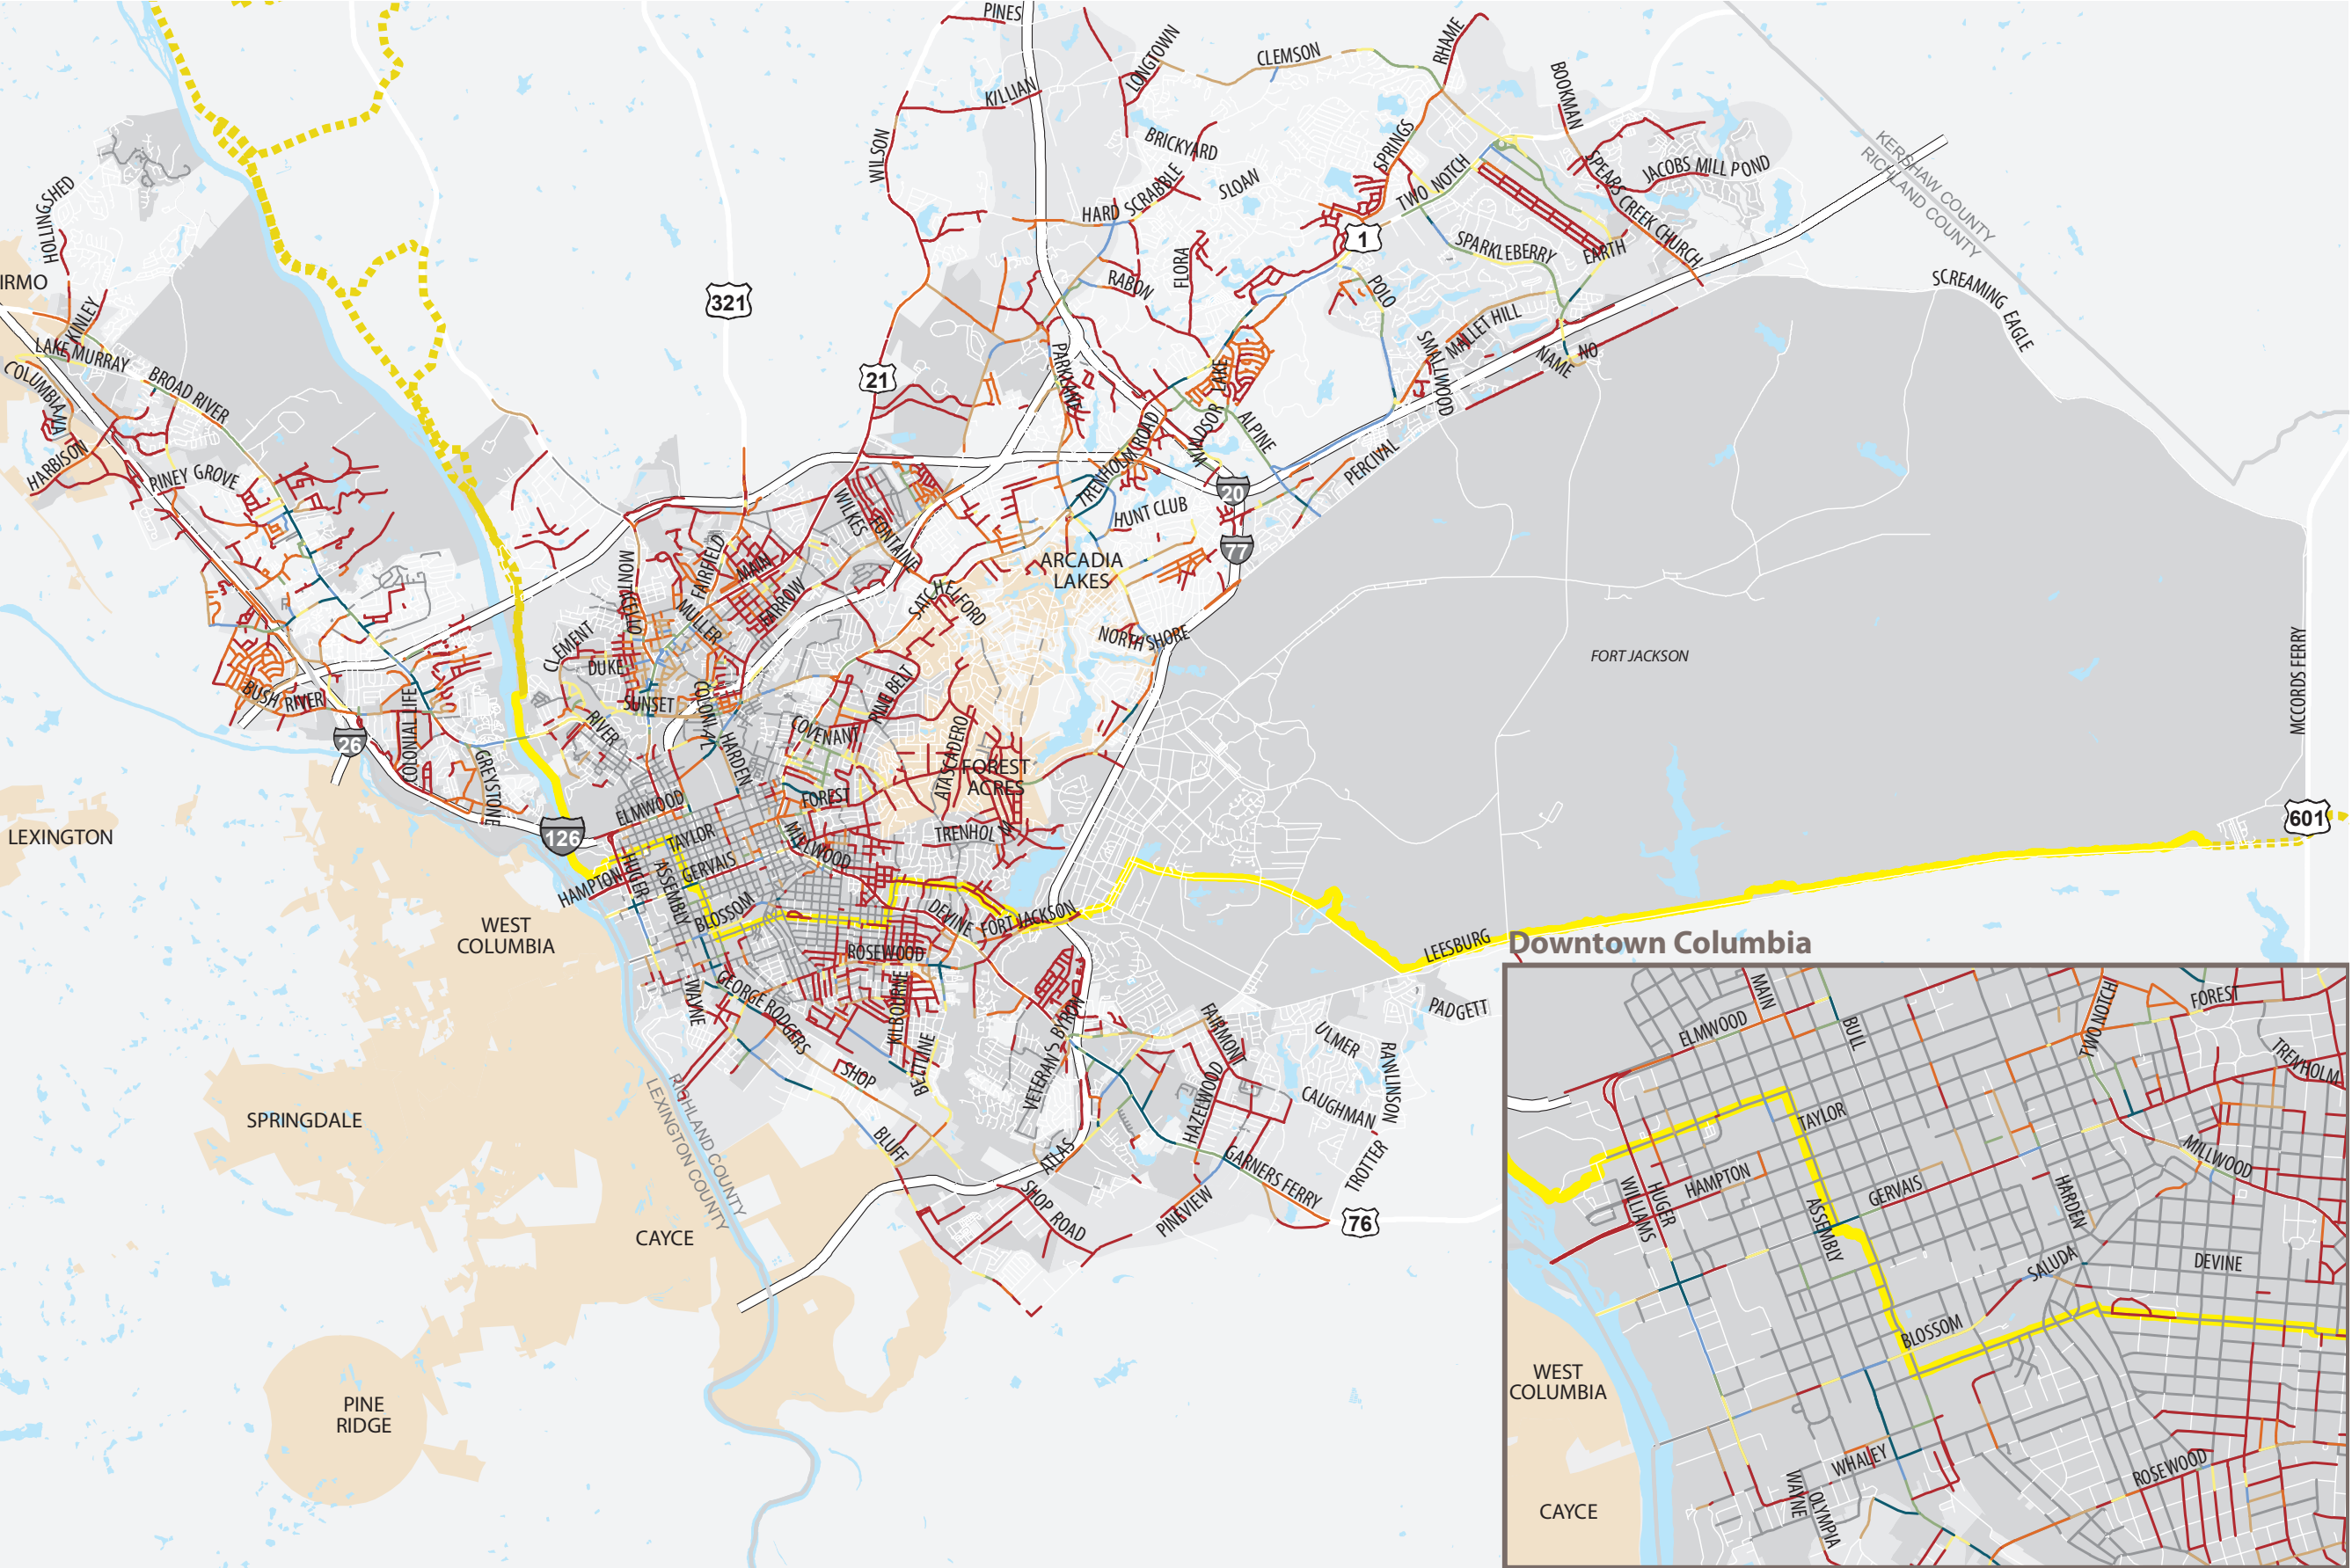 PINES
LONGTOWN
CLEMSON
RHAME
KILLIAN
BOOKMAN
WILSON
BRICKYARD
SPRINGS
KERSHAW COUNTY
RICHLAND COUNTY
HOLLINGSHED
HARD SCRABBLE
SLOAN
TWO NOTCH
SPEARS CREEK CHURCH
JACOBS MILL POND
1
SPARKLEBERRY
EARTH
IRMO
RABON
FLORA
POLO
SCREAMING EAGLE
321
KINLEY
LAKE MURRAY
MALLET HILL
SMALLWOOD
NO NAME
21
COLUMBIANA
BROAD RIVER
PARKLANE
LAKE
ALPINE
HARBISON
PINEY GROVE
TRENHOLM ROAD
PERCIVAL
20
WILKES
FONTAINE
HUNT CLUB
77
ARCADIA
LAKES
MONTICELLO
FAIRFIELD
MAIN
FARROW
SATCHELFORD
MULLER
CLEMENT
NORTH SHORE
FORT JACKSON
MCCORDS FERRY
DUKE
BUSH RIVER
SUNSET
COLONIAL
PINE BELT
COLONIAL LIFE
RIVER
COVENANT
26
GREYSTONE
HARDEN
ATASCADERO
FOREST
ACRES
ELMWOOD
FOREST
601
LEXINGTON
126
TAYLOR
MILLWOOD
TRENHOLM
GERVAIS
HUGER
HAMPTON
ASSEMBLY
BLOSSOM
DEVINE
FORT JACKSON
WEST
COLUMBIA
LEESBURG
ROSEWOOD
WAYNE
GEORGE RODGERS
KILBOURNE
VETERAN'S
BYRON
FAIRMONT
PADGETT
ULMER
RAWLINSON
BELTLINE
SHOP
HAZELWOOD
CAUGHMAN
SPRINGDALE
RICHLAND COUNTY
LEXINGTON COUNTY
BLUFF
ATLAS
GARNERS FERRY
TROTTER
SHOP ROAD
PINEVIEW
76
CAYCE
PINE
RIDGE
Downtown Columbia
MAIN
BULL
ELMWOOD
TWO NOTCH
FOREST
TRENHOLM
TAYLOR
MILLWOOD
HAMPTON
WILLIAMS
HUGER
GERVAIS
ASSEMBLY
HARDEN
SALUDA
DEVINE
BLOSSOM
WEST
COLUMBIA
WHALEY
ROSEWOOD
WAYNE
OLYMPIA
CAYCE